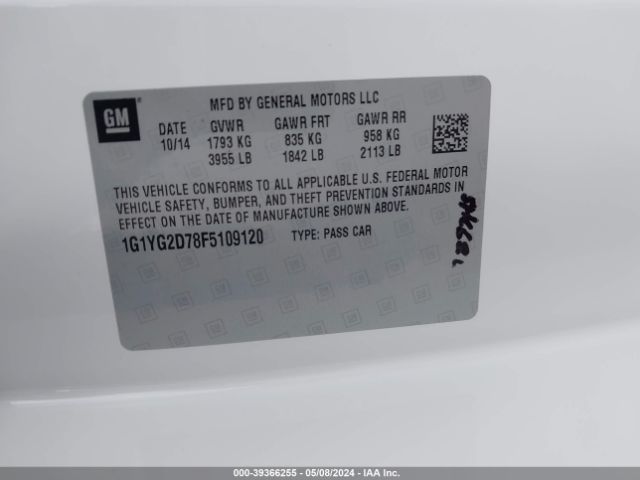 GM
MFD BY GENERAL MOTORS LLC
DATE GVWR GAWR FRT GAWR RR
10/14 1793 KG 835 KG 958 KG
3955 LB 1842 LB 2113 LB
THIS VEHICLE CONFORMS TO ALL APPLICABLE U.S. FEDERAL MOTOR
VEHICLE SAFETY, BUMPER, AND THEFT PREVENTION STANDARDS IN
EFFECT ON THE DATE OF MANUFACTURE SHOWN ABOVE.
1G1YG2D78F5109120 TYPE: PASS CAR
000-39366255 - 05/08/2024 - IAAI.COM